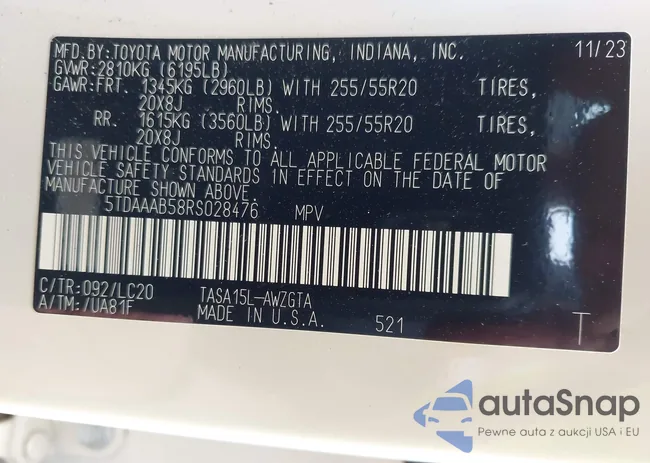 MFD.BY:TOYOTA MOTOR MANUFACTURING, INDIANA, INC. 11/23
GVWR:2810KG (6195LB)
GAWR:FRT. 1345KG (2960LB) WITH 255/55R20 TIRES,
20X8J RIMS.
RR. 1615KG (3560LB) WITH 255/55R20 TIRES,
20X8J RIMS.
THIS VEHICLE CONFORMS TO ALL APPLICABLE FEDERAL MOTOR
VEHICLE SAFETY STANDARDS IN EFFECT ON THE DATE OF
MANUFACTURE SHOWN ABOVE.
5TDAAAB58RS028476 MPV
C/TR:092/LC20 TASA15L-AWZGTA
A/TM:/UA81F MADE IN U.S.A. 521 T
autaSnap
Pewne auta z aukcji USA i EU